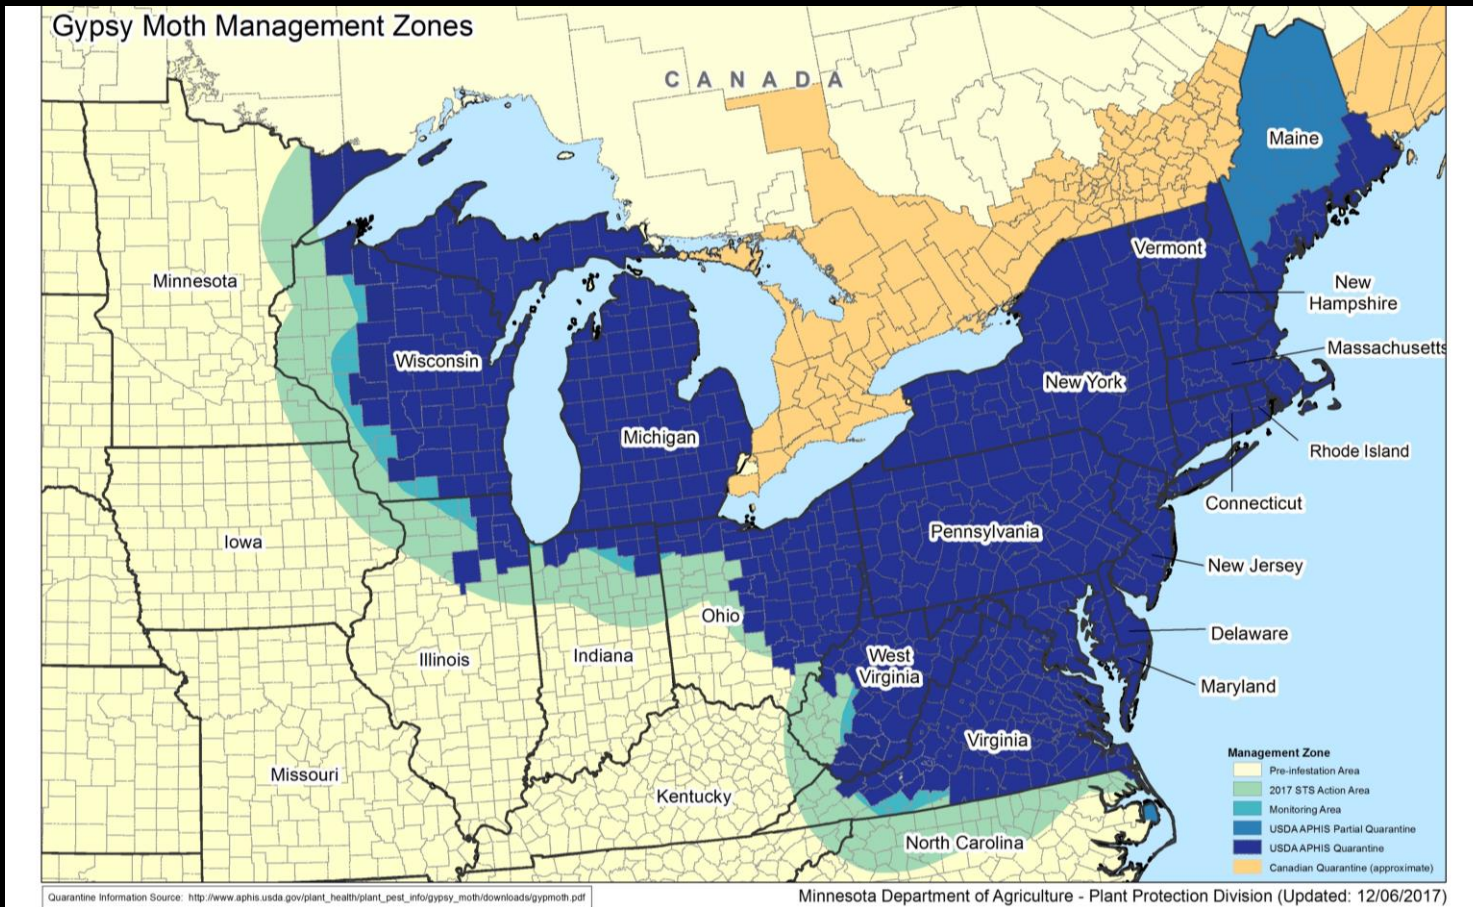 Gypsy Moth Management Zones
CANADA
Maine
Vermont
Minnesota
New
Hampshire
Massachusetts
Wisconsin
New York
Michigan
Rhode Island
Connecticut
Iowa
Pennsylvania
New Jersey
Ohio
Delaware
Illinois
Indiana
West
Virginia
Maryland
Virginia
Missouri
Kentucky
North Carolina
Management Zone
Pre-infestation Area
2017 STS Action Area
Monitoring Area
USDA APHIS Partial Quarantine
USDA APHIS Quarantine
Canadian Quarantine (approximate)
Quarantine Information Source: http://www.aphis.usda.gov/plant_health/plant_pest_info/gypsy_moth/downloads/gypmoth.pdf
Minnesota Department of Agriculture - Plant Protection Division (Updated: 12/06/2017)